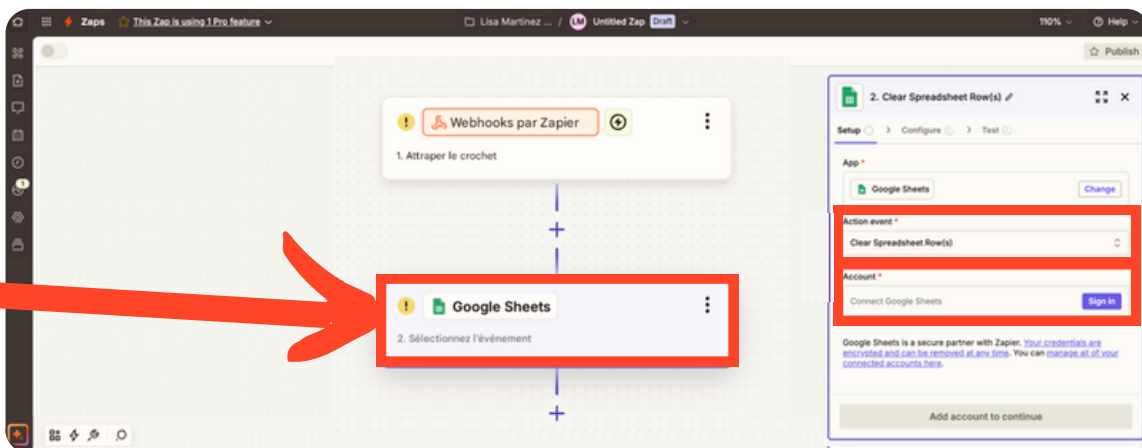 Zaps This Zap is using 1 Pro feature Lisa Martinez ... / LM Untitled Zap Draft 110% Help
Publish
2. Clear Spreadsheet Row(s)
Setup Configure Test
App *
Google Sheets Change
Action event *
Clear Spreadsheet Row(s)
Account *
Connect Google Sheets Sign in
Google Sheets is a secure partner with Zapier. Your credentials are
encrypted and can be removed at any time. You can manage all of your
connected accounts here.
Add account to continue
Webhooks par Zapier
1. Attraper le crochet
Google Sheets
2. Sélectionnez l'événement
1